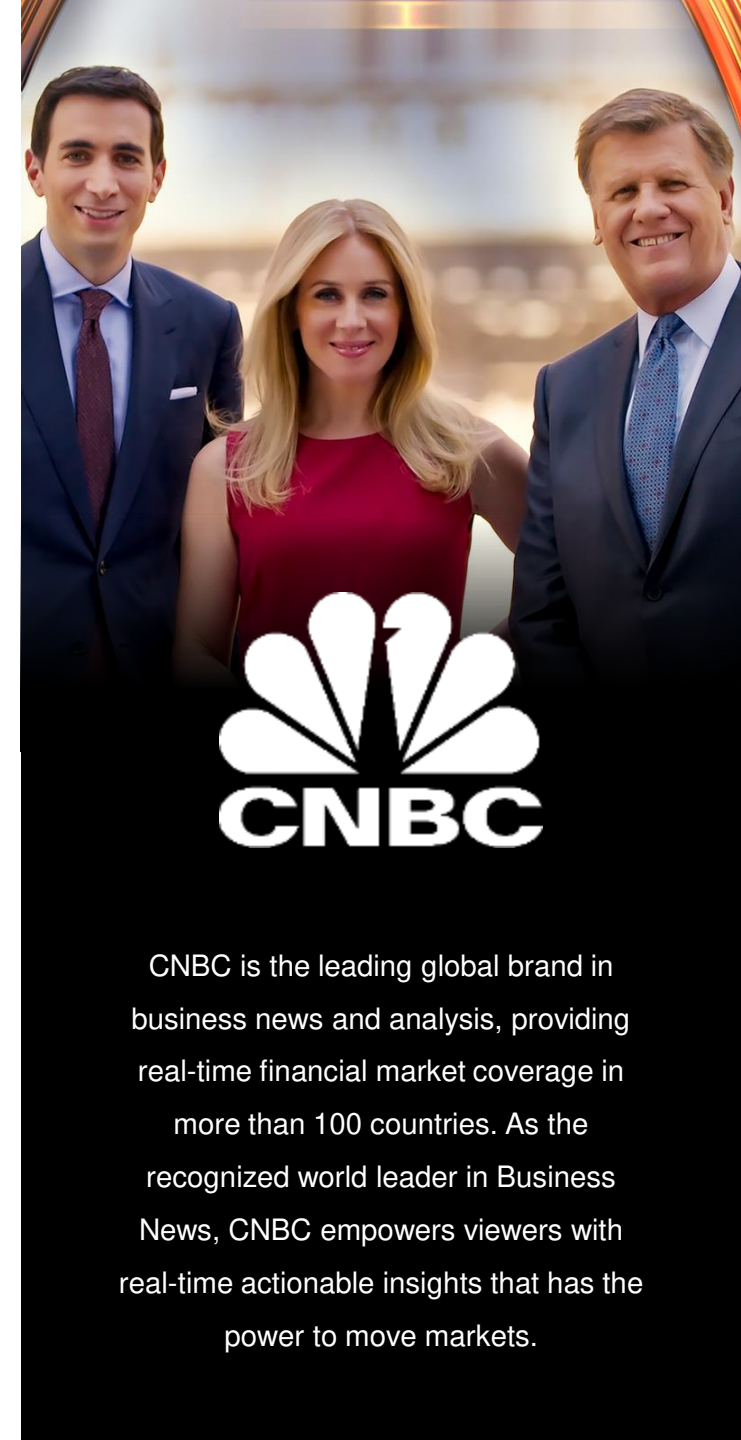 CNBC
CNBC is the leading global brand in
business news and analysis, providing
real-time financial market coverage in
more than 100 countries. As the
recognized world leader in Business
News, CNBC empowers viewers with
real-time actionable insights that has the
power to move markets.